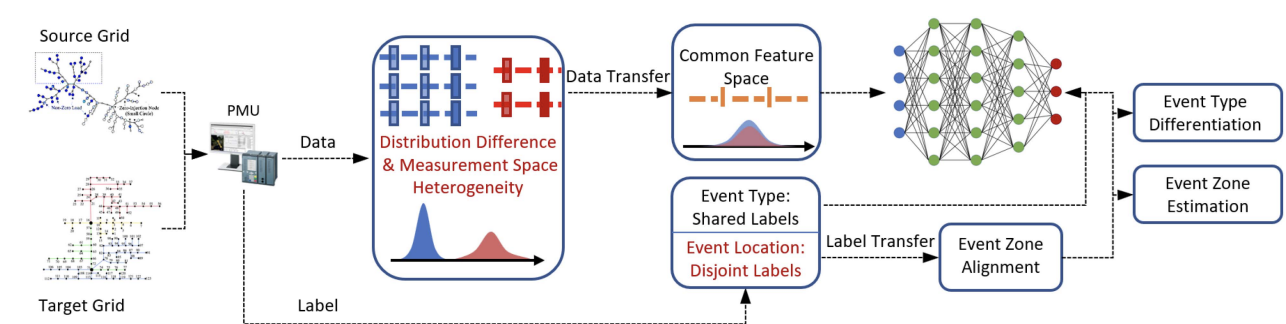 Source Grid
Non-Zero Load
Zero-Injection Node
(Small Circle)
Target Grid
PMU
Data
Label
Distribution Difference
& Measurement Space
Heterogeneity
Data Transfer
Common Feature
Space
Event Type:
Shared Labels
Event Location:
Disjoint Labels
Label Transfer
Event Zone
Alignment
Event Type
Differentiation
Event Zone
Estimation